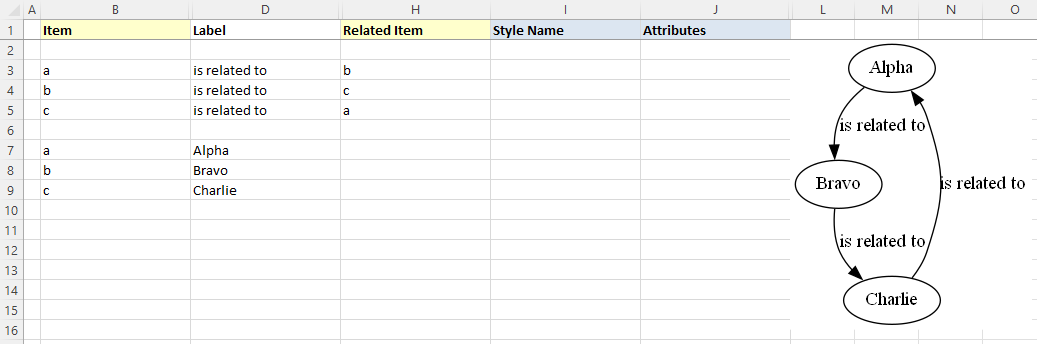 A B D H I J L M N O
1 Item Label Related Item Style Name Attributes
2
3 a is related to b
4 b is related to c
5 c is related to a
6
7 a Alpha
8 b Bravo
9 c Charlie
10
11
12
13
14
15
16
Alpha
is related to
Bravo
is related to
is related to
Charlie